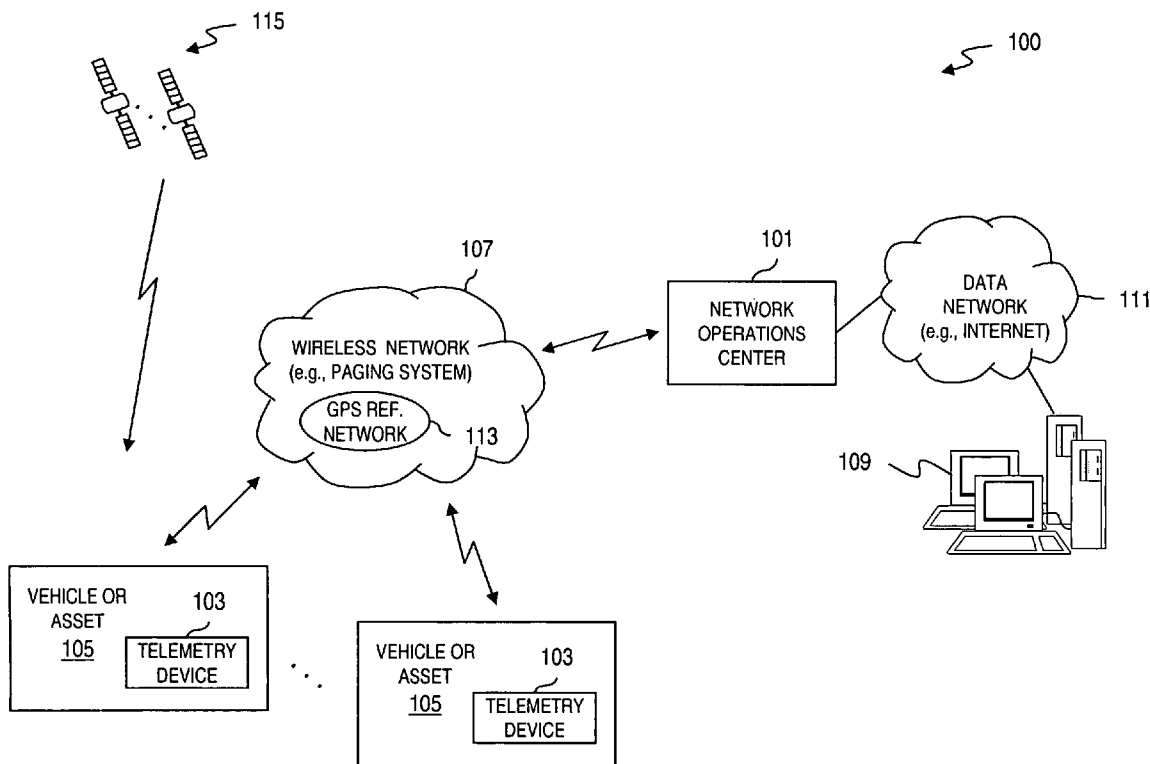 115
100
107
101
NETWORK
OPERATIONS
CENTER
DATA
NETWORK
(e.g., INTERNET)
111
WIRELESS NETWORK
(e.g., PAGING SYSTEM)
GPS REF.
NETWORK
113
109
VEHICLE OR
ASSET
105
103
TELEMETRY
DEVICE
VEHICLE OR
ASSET
105
103
TELEMETRY
DEVICE